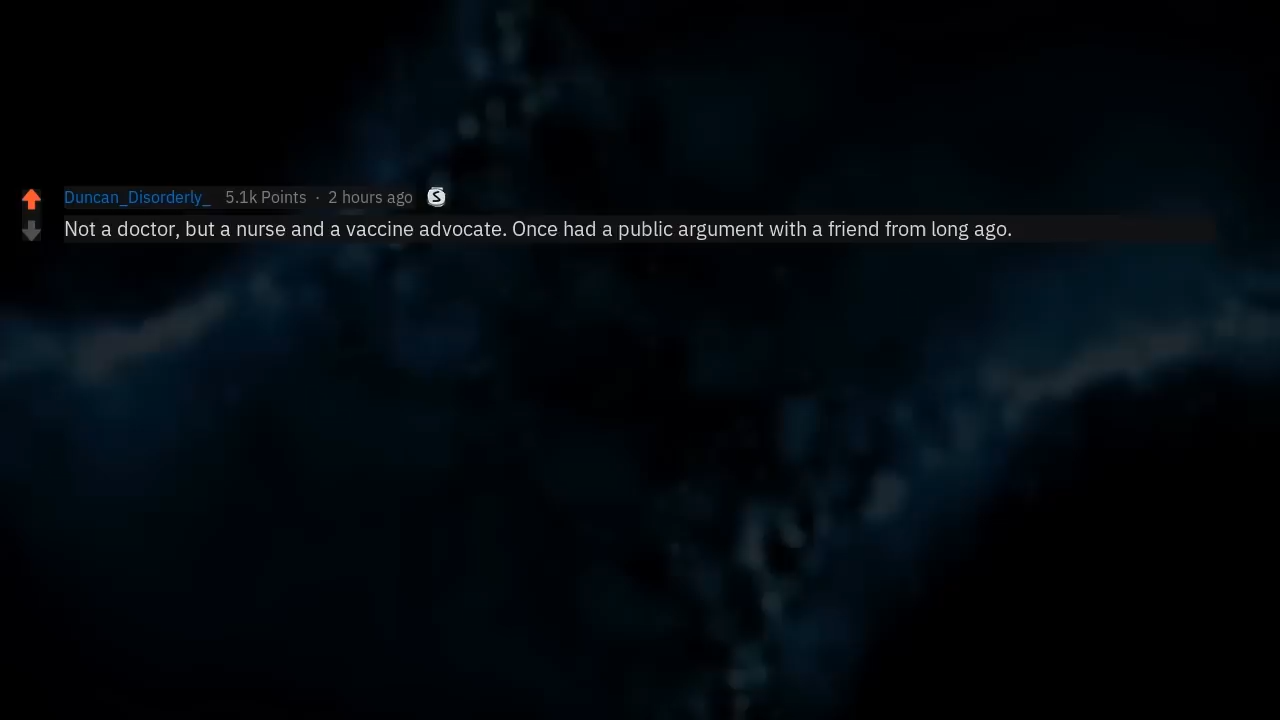 Duncan_Disorderly_ 5.1k Points · 2 hours ago S
Not a doctor, but a nurse and a vaccine advocate. Once had a public argument with a friend from long ago.